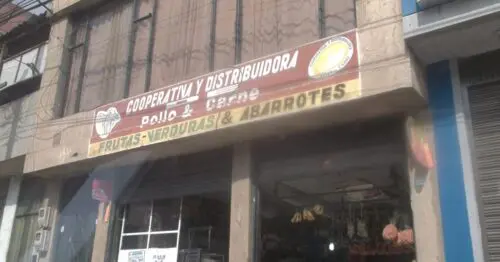 COOPERATIVA Y DISTRIBUIDORA
Pollo & Carne
FRUTAS-VERDURAS & ABARROTES